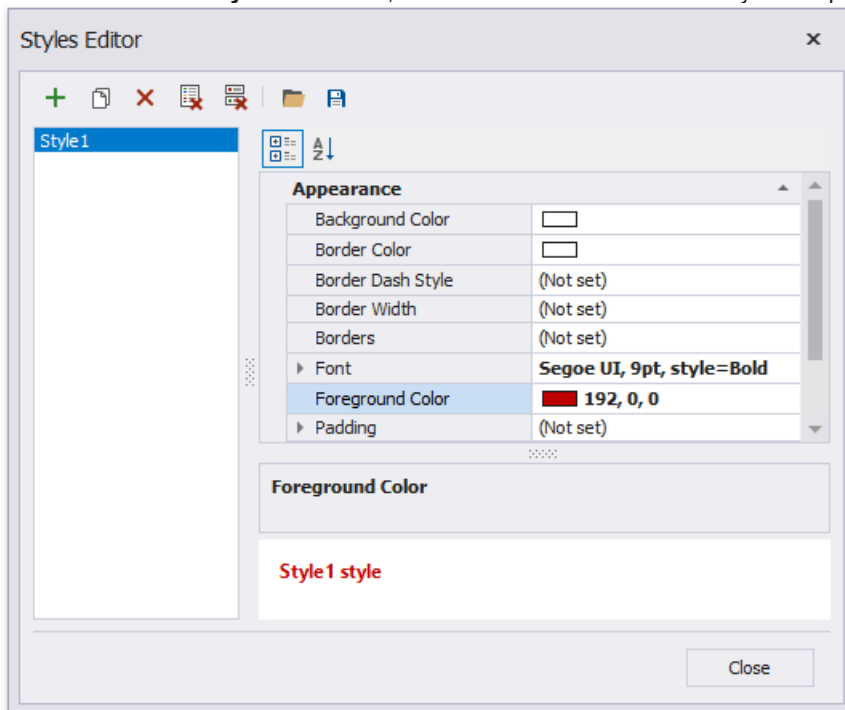 Styles Editor
Style1
Appearance
Background Color
Border Color
Border Dash Style (Not set)
Border Width (Not set)
Borders (Not set)
Font Segoe UI, 9pt, style=Bold
Foreground Color 192, 0, 0
Padding (Not set)
Foreground Color
Style1 style
Close